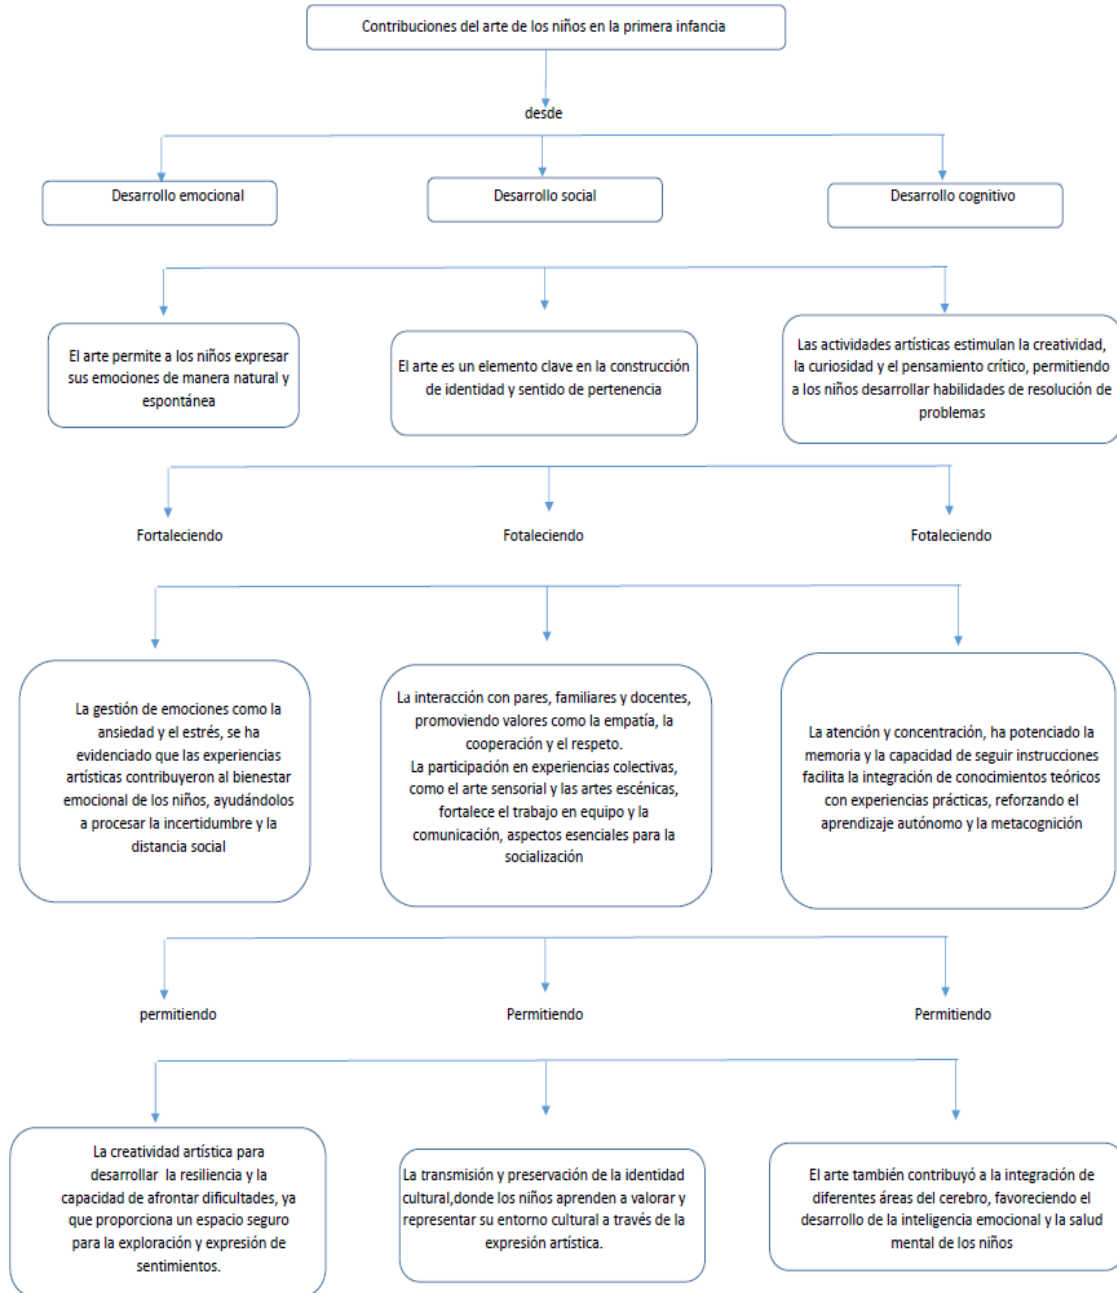 Contribuciones del arte de los niños en la primera infancia
desde
Desarrollo emocional
Desarrollo social
Desarrollo cognitivo
El arte permite a los niños expresar
sus emociones de manera natural y
espontánea
El arte es un elemento clave en la construcción
de identidad y sentido de pertenencia
Las actividades artísticas estimulan la creatividad,
la curiosidad y el pensamiento crítico, permitiendo
a los niños desarrollar habilidades de resolución de
problemas
Fortaleciendo
Fotaleciendo
Fotaleciendo
La gestión de emociones como la
ansiedad y el estrés, se ha
evidenciado que las experiencias
artísticas contribuyeron al bienestar
emocional de los niños, ayudándolos
a procesar la incertidumbre y la
distancia social
La interacción con pares, familiares y docentes,
promoviendo valores como la empatía, la
cooperación y el respeto.
La participación en experiencias colectivas,
como el arte sensorial y las artes escénicas,
fortalece el trabajo en equipo y la
comunicación, aspectos esenciales para la
socialización
La atención y concentración, ha potenciado la
memoria y la capacidad de seguir instrucciones
facilita la integración de conocimientos teóricos
con experiencias prácticas, reforzando el
aprendizaje autónomo y la metacognición
permitiendo
Permitiendo
Permitiendo
La creatividad artística para
desarrollar la resiliencia y la
capacidad de afrontar dificultades, ya
que proporciona un espacio seguro
para la exploración y expresión de
sentimientos.
La transmisión y preservación de la identidad
cultural,donde los niños aprenden a valorar y
representar su entorno cultural a través de la
expresión artística.
El arte también contribuyó a la integración de
diferentes áreas del cerebro, favoreciendo el
desarrollo de la inteligencia emocional y la salud
mental de los niños